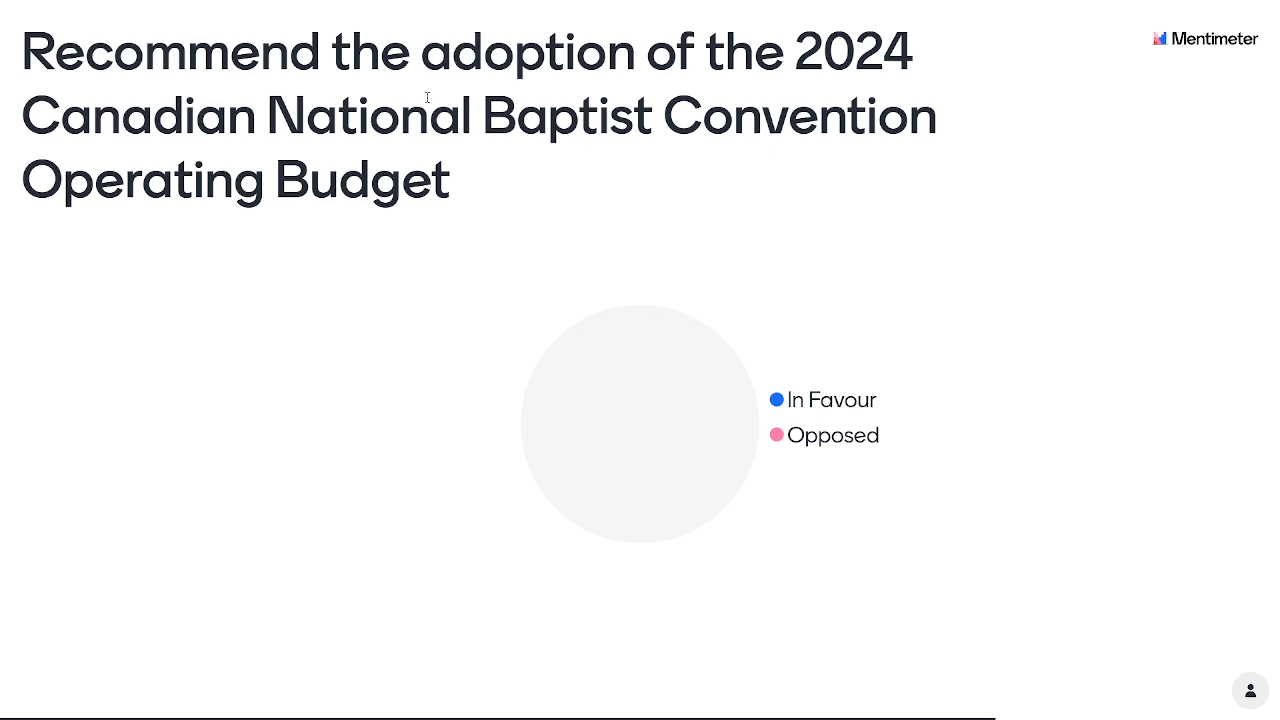 Recommend the adoption of the 2024
Canadian National Baptist Convention
Operating Budget
Mentimeter
In Favour
Opposed